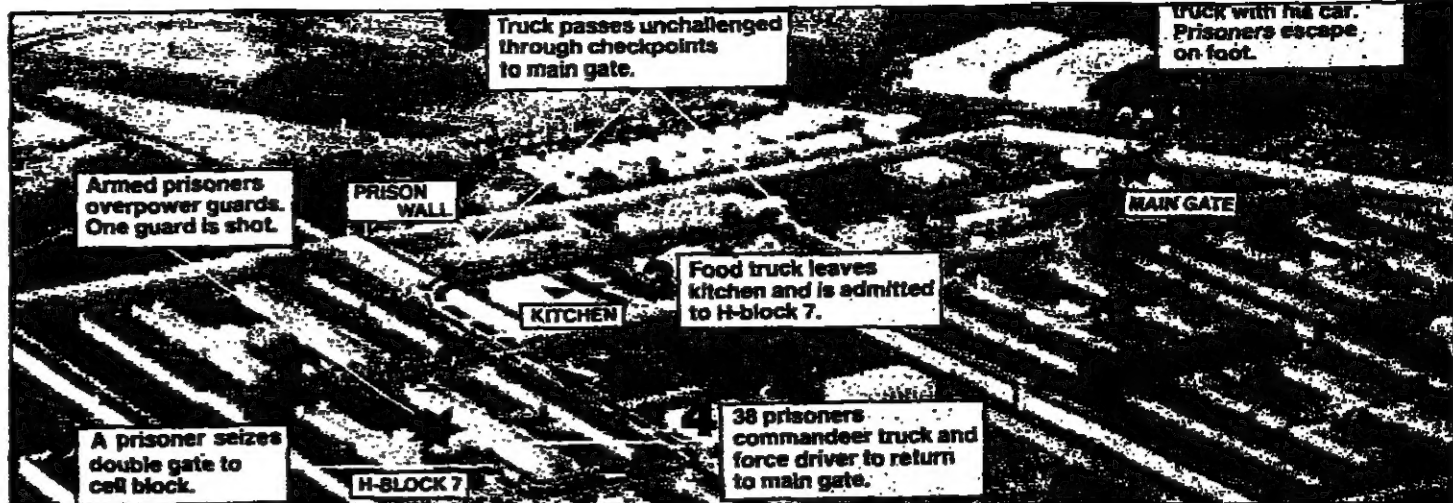 Truck passes unchallenged
through checkpoints
to main gate.
truck with his car.
Prisoners escape
on foot.
Armed prisoners
overpower guards.
One guard is shot.
PRISON
WALL
MAIN GATE
Food truck leaves
kitchen and is admitted
to H-block 7.
KITCHEN
4
38 prisoners
commandeer truck and
force driver to return
to main gate.
A prisoner seizes
double gate to
cell block.
H-BLOCK 7